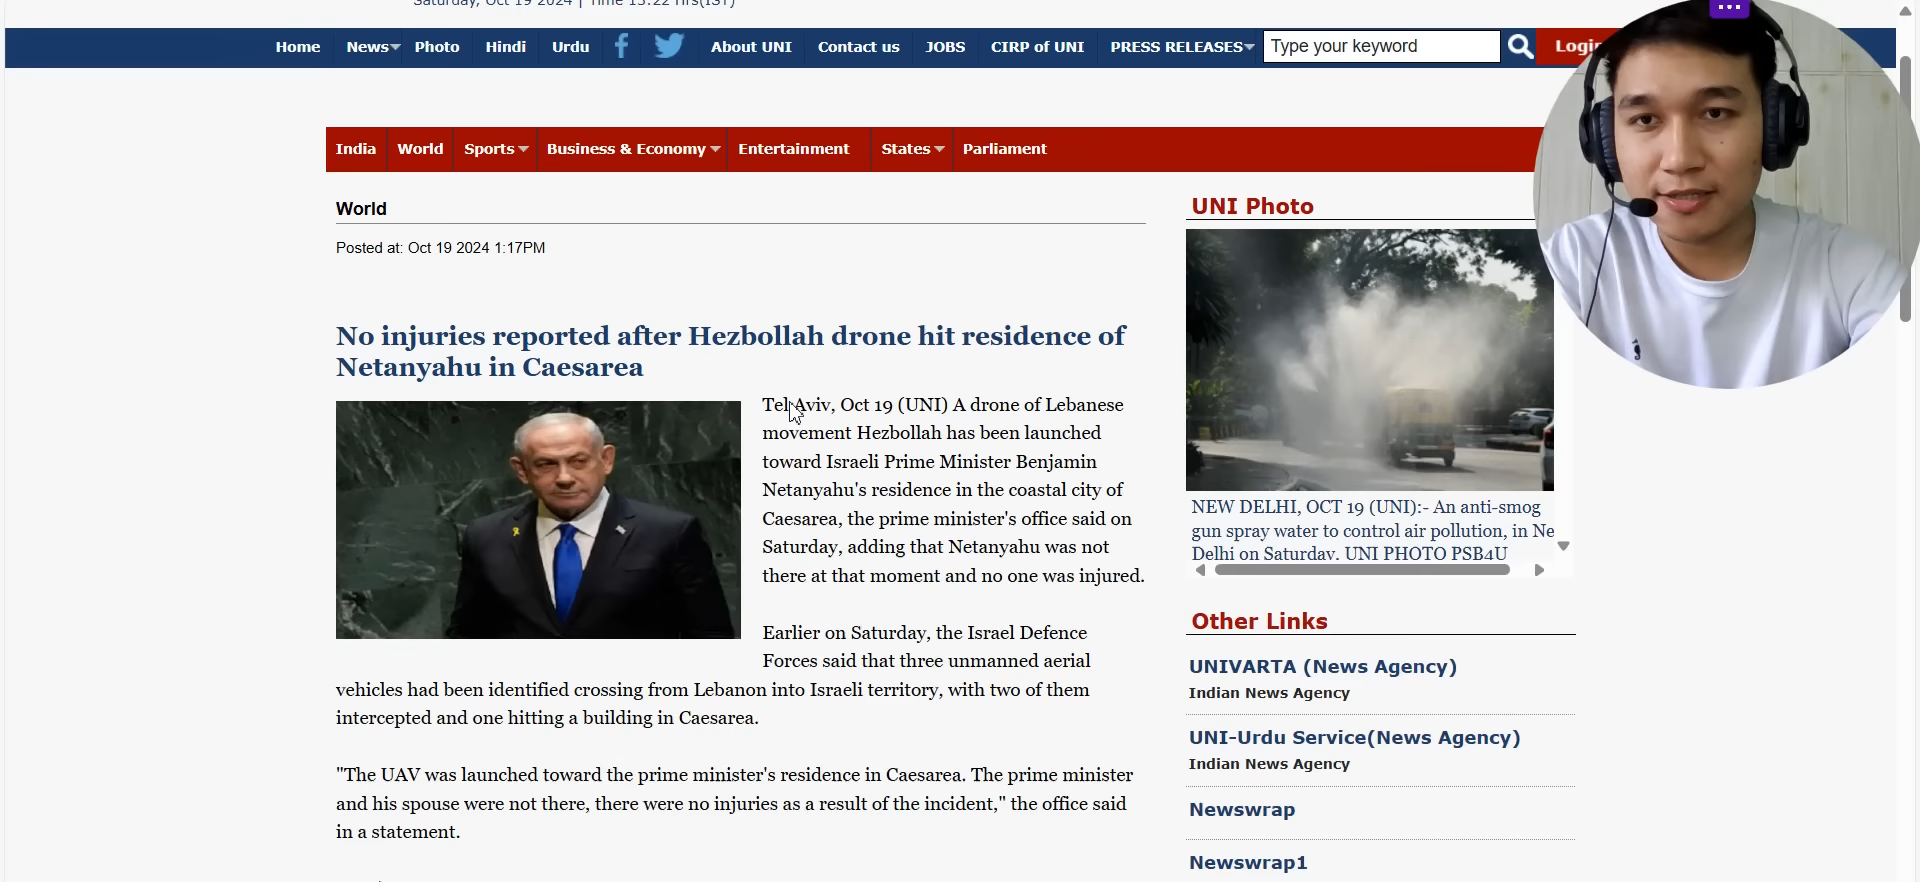 Saturday, Oct 19 2024 | Time 13:22 Hrs(IST)
Home News Photo Hindi Urdu About UNI Contact us JOBS CIRP of UNI PRESS RELEASES Type your keyword Login
India World Sports Business & Economy Entertainment States Parliament
World
Posted at: Oct 19 2024 1:17PM
No injuries reported after Hezbollah drone hit residence of
Netanyahu in Caesarea
Tel Aviv, Oct 19 (UNI) A drone of Lebanese
movement Hezbollah has been launched
toward Israeli Prime Minister Benjamin
Netanyahu's residence in the coastal city of
Caesarea, the prime minister's office said on
Saturday, adding that Netanyahu was not
there at that moment and no one was injured.
Earlier on Saturday, the Israel Defence
Forces said that three unmanned aerial
vehicles had been identified crossing from Lebanon into Israeli territory, with two of them
intercepted and one hitting a building in Caesarea.
"The UAV was launched toward the prime minister's residence in Caesarea. The prime minister
and his spouse were not there, there were no injuries as a result of the incident," the office said
in a statement.
UNI Photo
NEW DELHI, OCT 19 (UNI):- An anti-smog
gun spray water to control air pollution, in Ne
Delhi on Saturday. UNI PHOTO PSB4U
Other Links
UNIVARTA (News Agency)
Indian News Agency
UNI-Urdu Service(News Agency)
Indian News Agency
Newswrap
Newswrap1